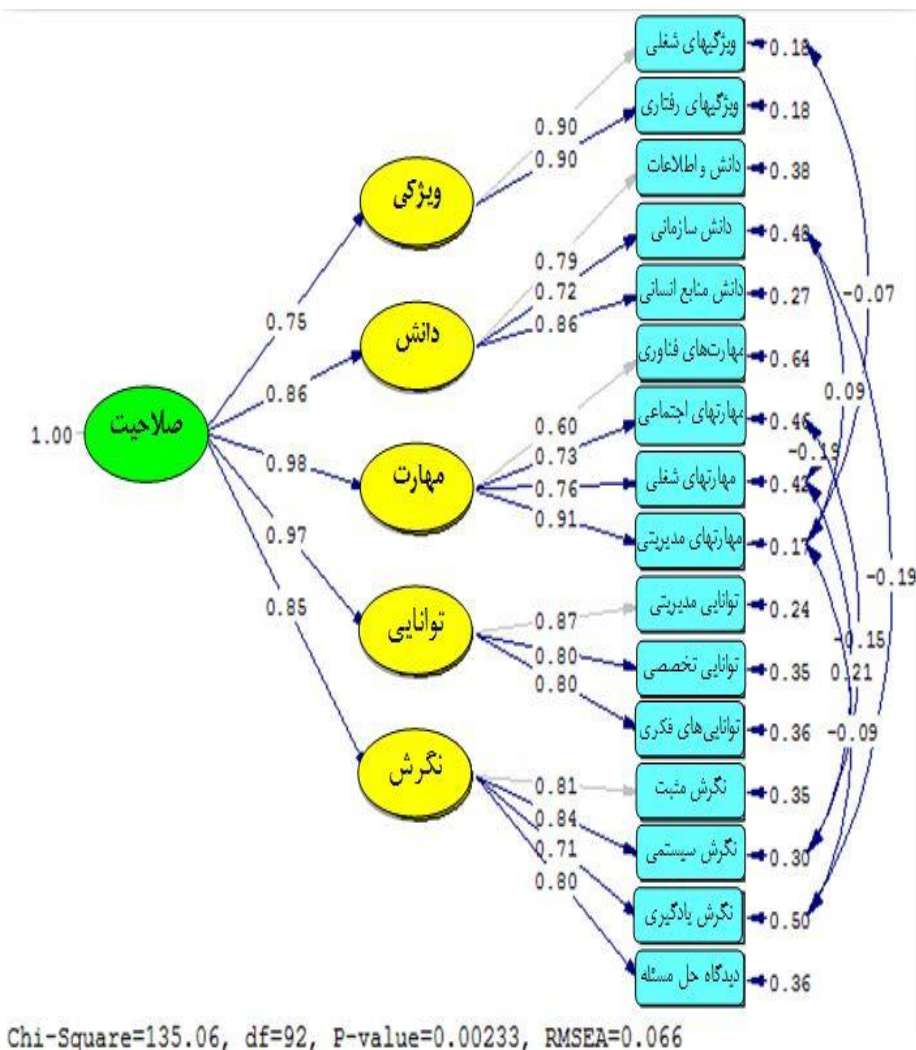 ویژگیهای شغلی
0.18
ویژگیهای رفتاری
0.18
0.90
0.90
دانش و اطلاعات
0.38
ویژگی
دانش سازمانی
0.48
0.79
0.72
0.86
دانش منابع انسانی
0.27
-0.07
0.75
دانش
مهارت‌های فناوری
0.64
0.86
0.09
صلاحیت
1.00
مهارتهای اجتماعی
0.46
0.60
0.73
0.76
0.91
-0.19
0.98
مهارت
مهارتهای شغلی
0.42
مهارتهای مدیریتی
0.17
0.97
-0.19
توانایی مدیریتی
0.24
0.85
توانایی
0.87
0.80
0.80
-0.15
0.21
توانایی تخصصی
0.35
توانایی‌های فکری
0.36
-0.09
نگرش
نگرش مثبت
0.35
0.81
0.84
0.71
0.80
نگرش سیستمی
0.30
نگرش یادگیری
0.50
دیدگاه حل مسئله
0.36
Chi-Square=135.06, df=92, P-value=0.00233, RMSEA=0.066